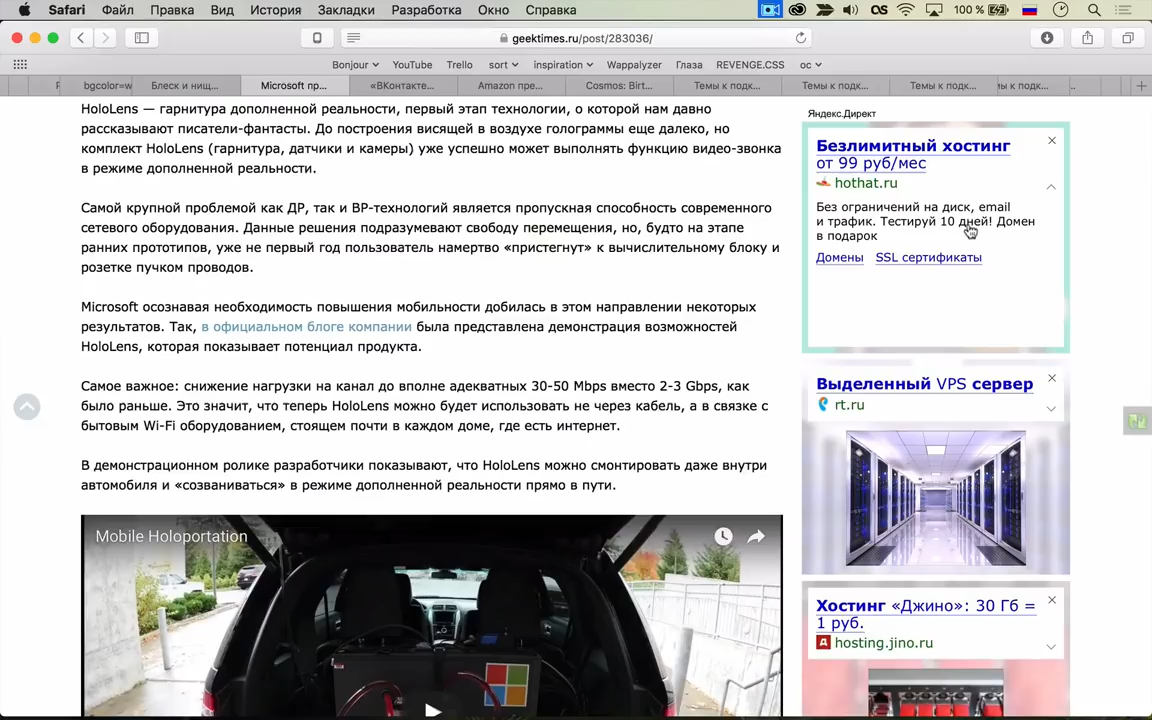 Safari Файл Правка Вид История Закладки Разработка Окно Справка
100 %
geektimes.ru/post/283036/
Bonjour YouTube Trello sort inspiration Wappalyzer Глаза REVENGE.CSS ос
bgcolor=w Блеск и нищ... Microsoft пр... «ВКонтакте... Amazon пре... Cosmos: Birt... Темы к подк... Темы к подк... Темы к подк... ы к подк...
HoloLens — гарнитура дополненной реальности, первый этап технологии, о которой нам давно
рассказывают писатели-фантасты. До построения висящей в воздухе голограммы еще далеко, но
комплект HoloLens (гарнитура, датчики и камеры) уже успешно может выполнять функцию видео-звонка
в режиме дополненной реальности.
Самой крупной проблемой как ДР, так и ВР-технологий является пропускная способность современного
сетевого оборудования. Данные решения подразумевают свободу перемещения, но, будто на этапе
ранних прототипов, уже не первый год пользователь намертво «пристегнут» к вычислительному блоку и
розетке пучком проводов.
Microsoft осознавая необходимость повышения мобильности добилась в этом направлении некоторых
результатов. Так, в официальном блоге компании была представлена демонстрация возможностей
HoloLens, которая показывает потенциал продукта.
Самое важное: снижение нагрузки на канал до вполне адекватных 30-50 Mbps вместо 2-3 Gbps, как
было раньше. Это значит, что теперь HoloLens можно будет использовать не через кабель, а в связке с
бытовым Wi-Fi оборудованием, стоящем почти в каждом доме, где есть интернет.
В демонстрационном ролике разработчики показывают, что HoloLens можно смонтировать даже внутри
автомобиля и «созваниваться» в режиме дополненной реальности прямо в пути.
Mobile Holoportation
Яндекс.Директ
Безлимитный хостинг
от 99 руб/мес
hothat.ru
Без ограничений на диск, email
и трафик. Тестируй 10 дней! Домен
в подарок
Домены SSL сертификаты
Выделенный VPS сервер
rt.ru
Хостинг «Джино»: 30 Гб =
1 руб.
hosting.jino.ru